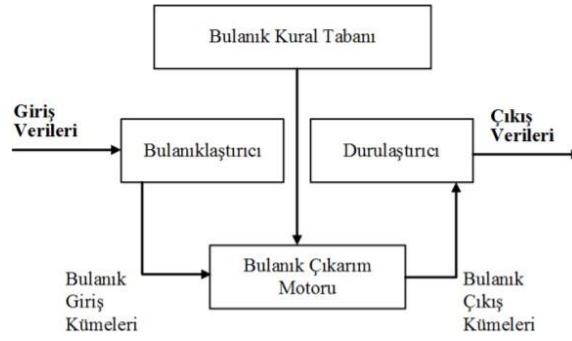 Bulanık Kural Tabanı
Giriş
Verileri
Bulanıklaştırıcı
Durulaştırıcı
Çıkış
Verileri
Bulanık Çıkarım
Motoru
Bulanık
Giriş
Kümeleri
Bulanık
Çıkış
Kümeleri